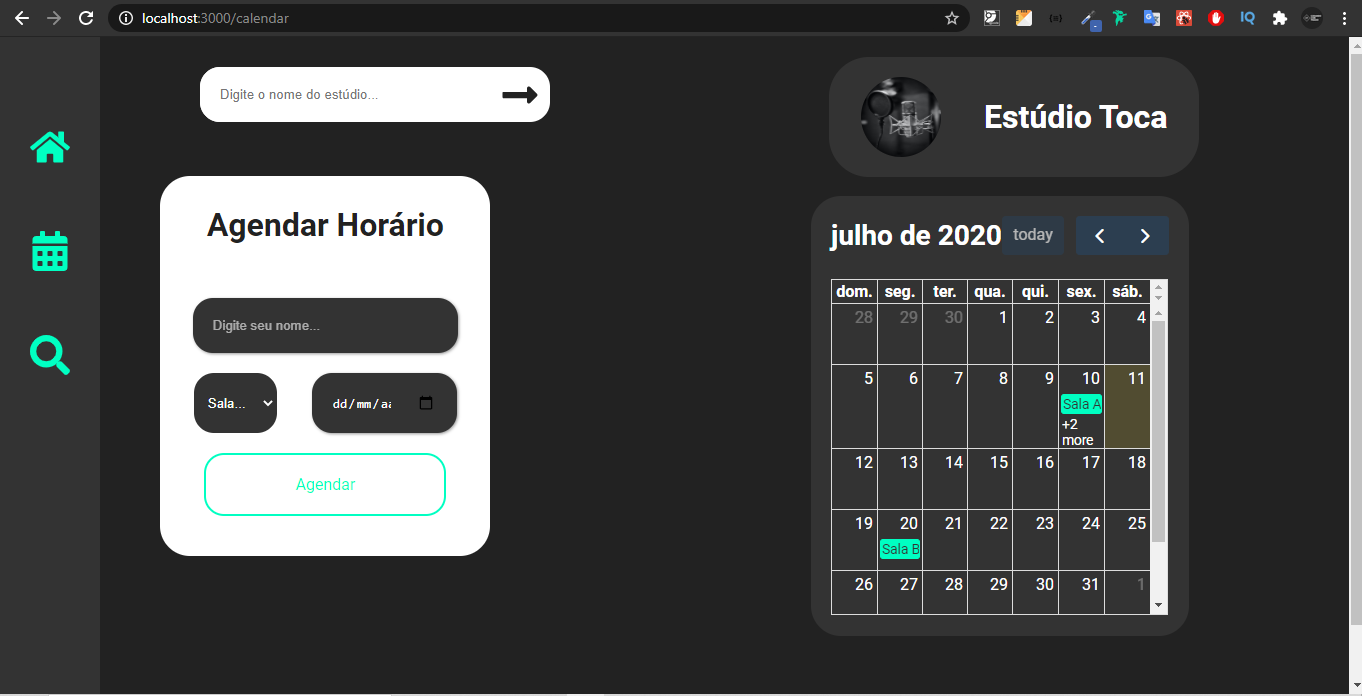 localhost:3000/calendar
IQ
Digite o nome do estúdio...
Estúdio Toca
Agendar Horário
Digite seu nome...
Sala...
dd/mm/aa
Agendar
julho de 2020
today
dom. seg. ter. qua. qui. sex. sáb.
28 29 30 1 2 3 4
5 6 7 8 9 10 11
Sala A
+2
more
12 13 14 15 16 17 18
19 20 21 22 23 24 25
Sala B
26 27 28 29 30 31 1